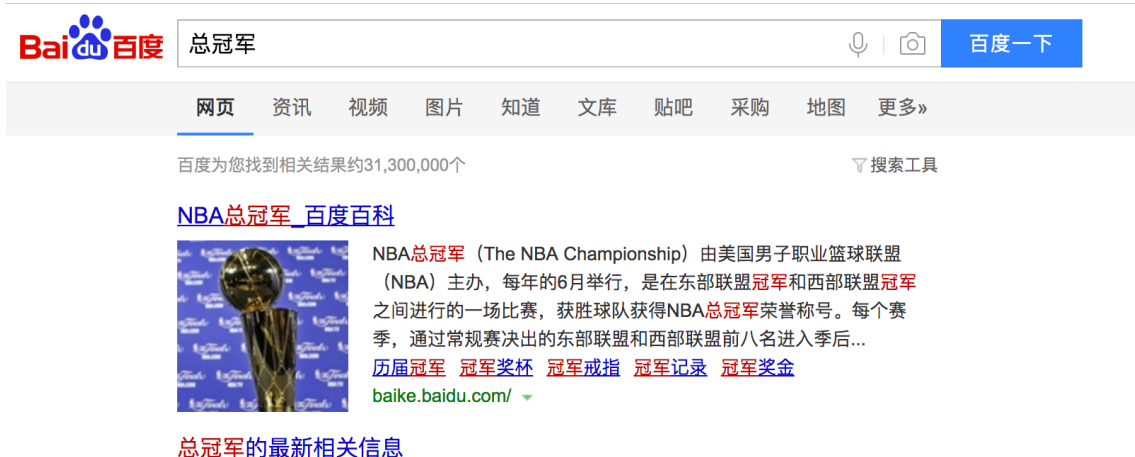 Bai du 百度
总冠军
百度一下
网页 资讯 视频 图片 知道 文库 贴吧 采购 地图 更多»
百度为您找到相关结果约31,300,000个
搜索工具
NBA总冠军_百度百科
NBA总冠军（The NBA Championship）由美国男子职业篮球联盟
（NBA）主办，每年的6月举行，是在东部联盟冠军和西部联盟冠军
之间进行的一场比赛，获胜球队获得NBA总冠军荣誉称号。每个赛
季，通过常规赛决出的东部联盟和西部联盟前八名进入季后...
历届冠军 冠军奖杯 冠军戒指 冠军记录 冠军奖金
baike.baidu.com/
总冠军的最新相关信息